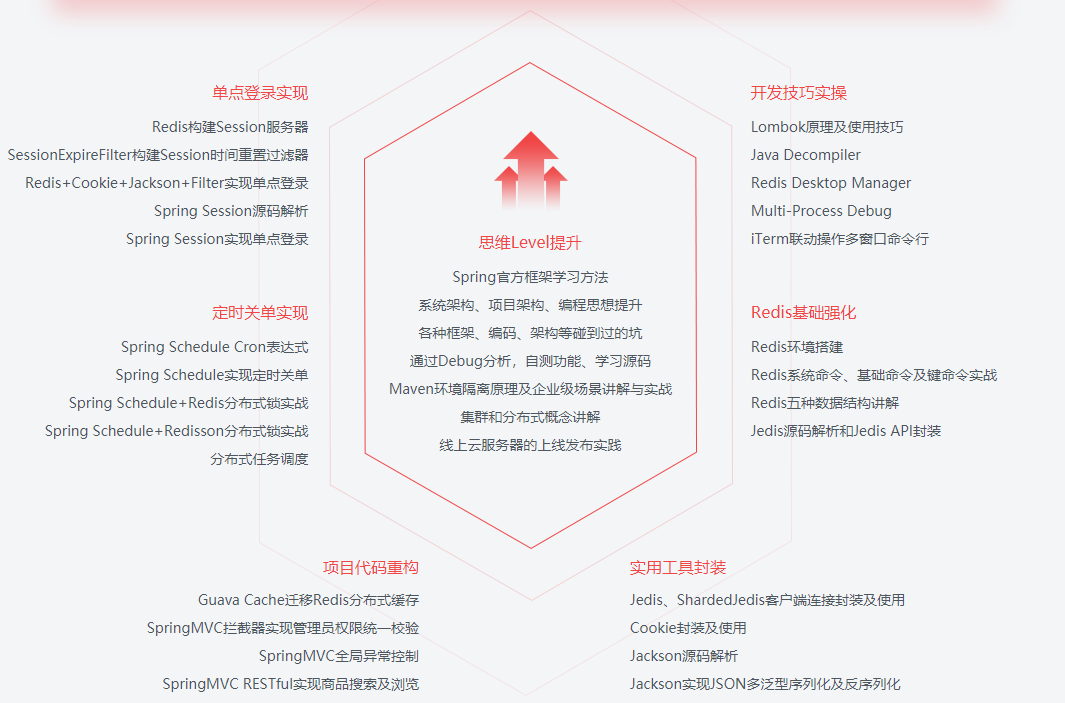 单点登录实现
Redis构建Session服务器
SessionExpireFilter构建Session时间重置过滤器
Redis+Cookie+Jackson+Filter实现单点登录
Spring Session源码解析
Spring Session实现单点登录
开发技巧实操
Lombok原理及使用技巧
Java Decompiler
Redis Desktop Manager
Multi-Process Debug
iTerm联动操作多窗口命令行
思维Level提升
Spring官方框架学习方法
系统架构、项目架构、编程思想提升
各种框架、编码、架构等碰到过的坑
通过Debug分析，自测功能、学习源码
Maven环境隔离原理及企业级场景讲解与实战
集群和分布式概念讲解
线上云服务器的上线发布实践
定时关单实现
Spring Schedule Cron表达式
Spring Schedule实现定时关单
Spring Schedule+Redis分布式锁实战
Spring Schedule+Redisson分布式锁实战
分布式任务调度
Redis基础强化
Redis环境搭建
Redis系统命令、基础命令及键命令实战
Redis五种数据结构讲解
Jedis源码解析和Jedis API封装
项目代码重构
Guava Cache迁移Redis分布式缓存
SpringMVC拦截器实现管理员权限统一校验
SpringMVC全局异常控制
SpringMVC RESTful实现商品搜索及浏览
实用工具封装
Jedis、ShardedJedis客户端连接封装及使用
Cookie封装及使用
Jackson源码解析
Jackson实现JSON多泛型序列化及反序列化